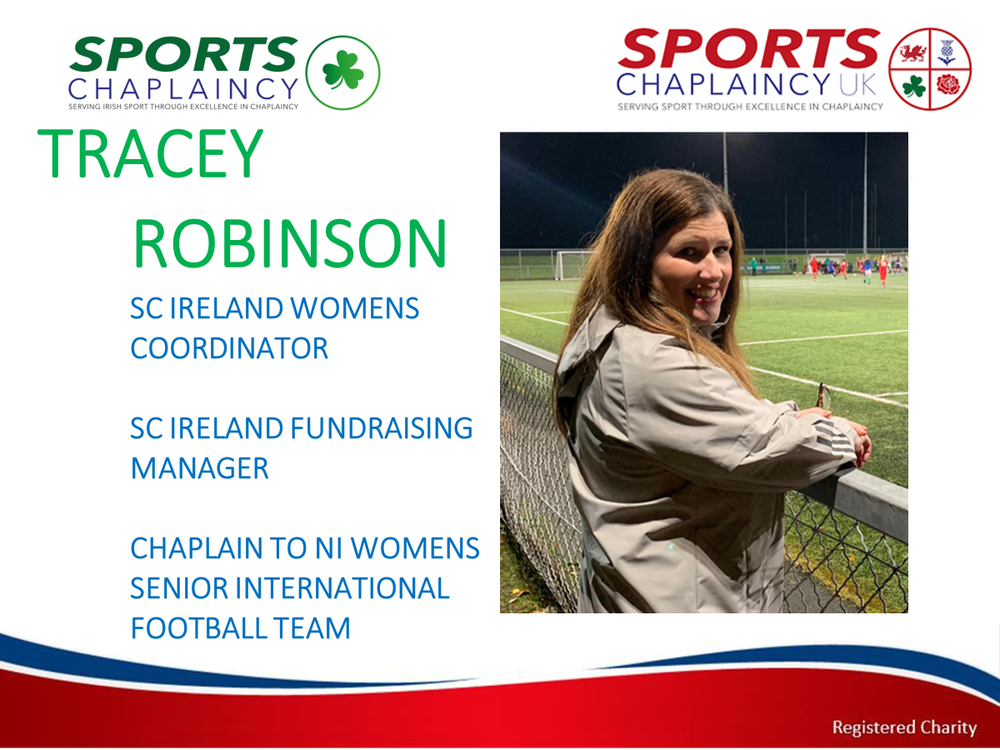 SPORTS
CHAPLAINCY
SERVING IRISH SPORT THROUGH EXCELLENCE IN CHAPLAINCY
SPORTS
CHAPLAINCY UK
SERVING SPORT THROUGH EXCELLENCE IN CHAPLAINCY
TRACEY
ROBINSON
SC IRELAND WOMENS
COORDINATOR
SC IRELAND FUNDRAISING
MANAGER
CHAPLAIN TO NI WOMENS
SENIOR INTERNATIONAL
FOOTBALL TEAM
Registered Charity